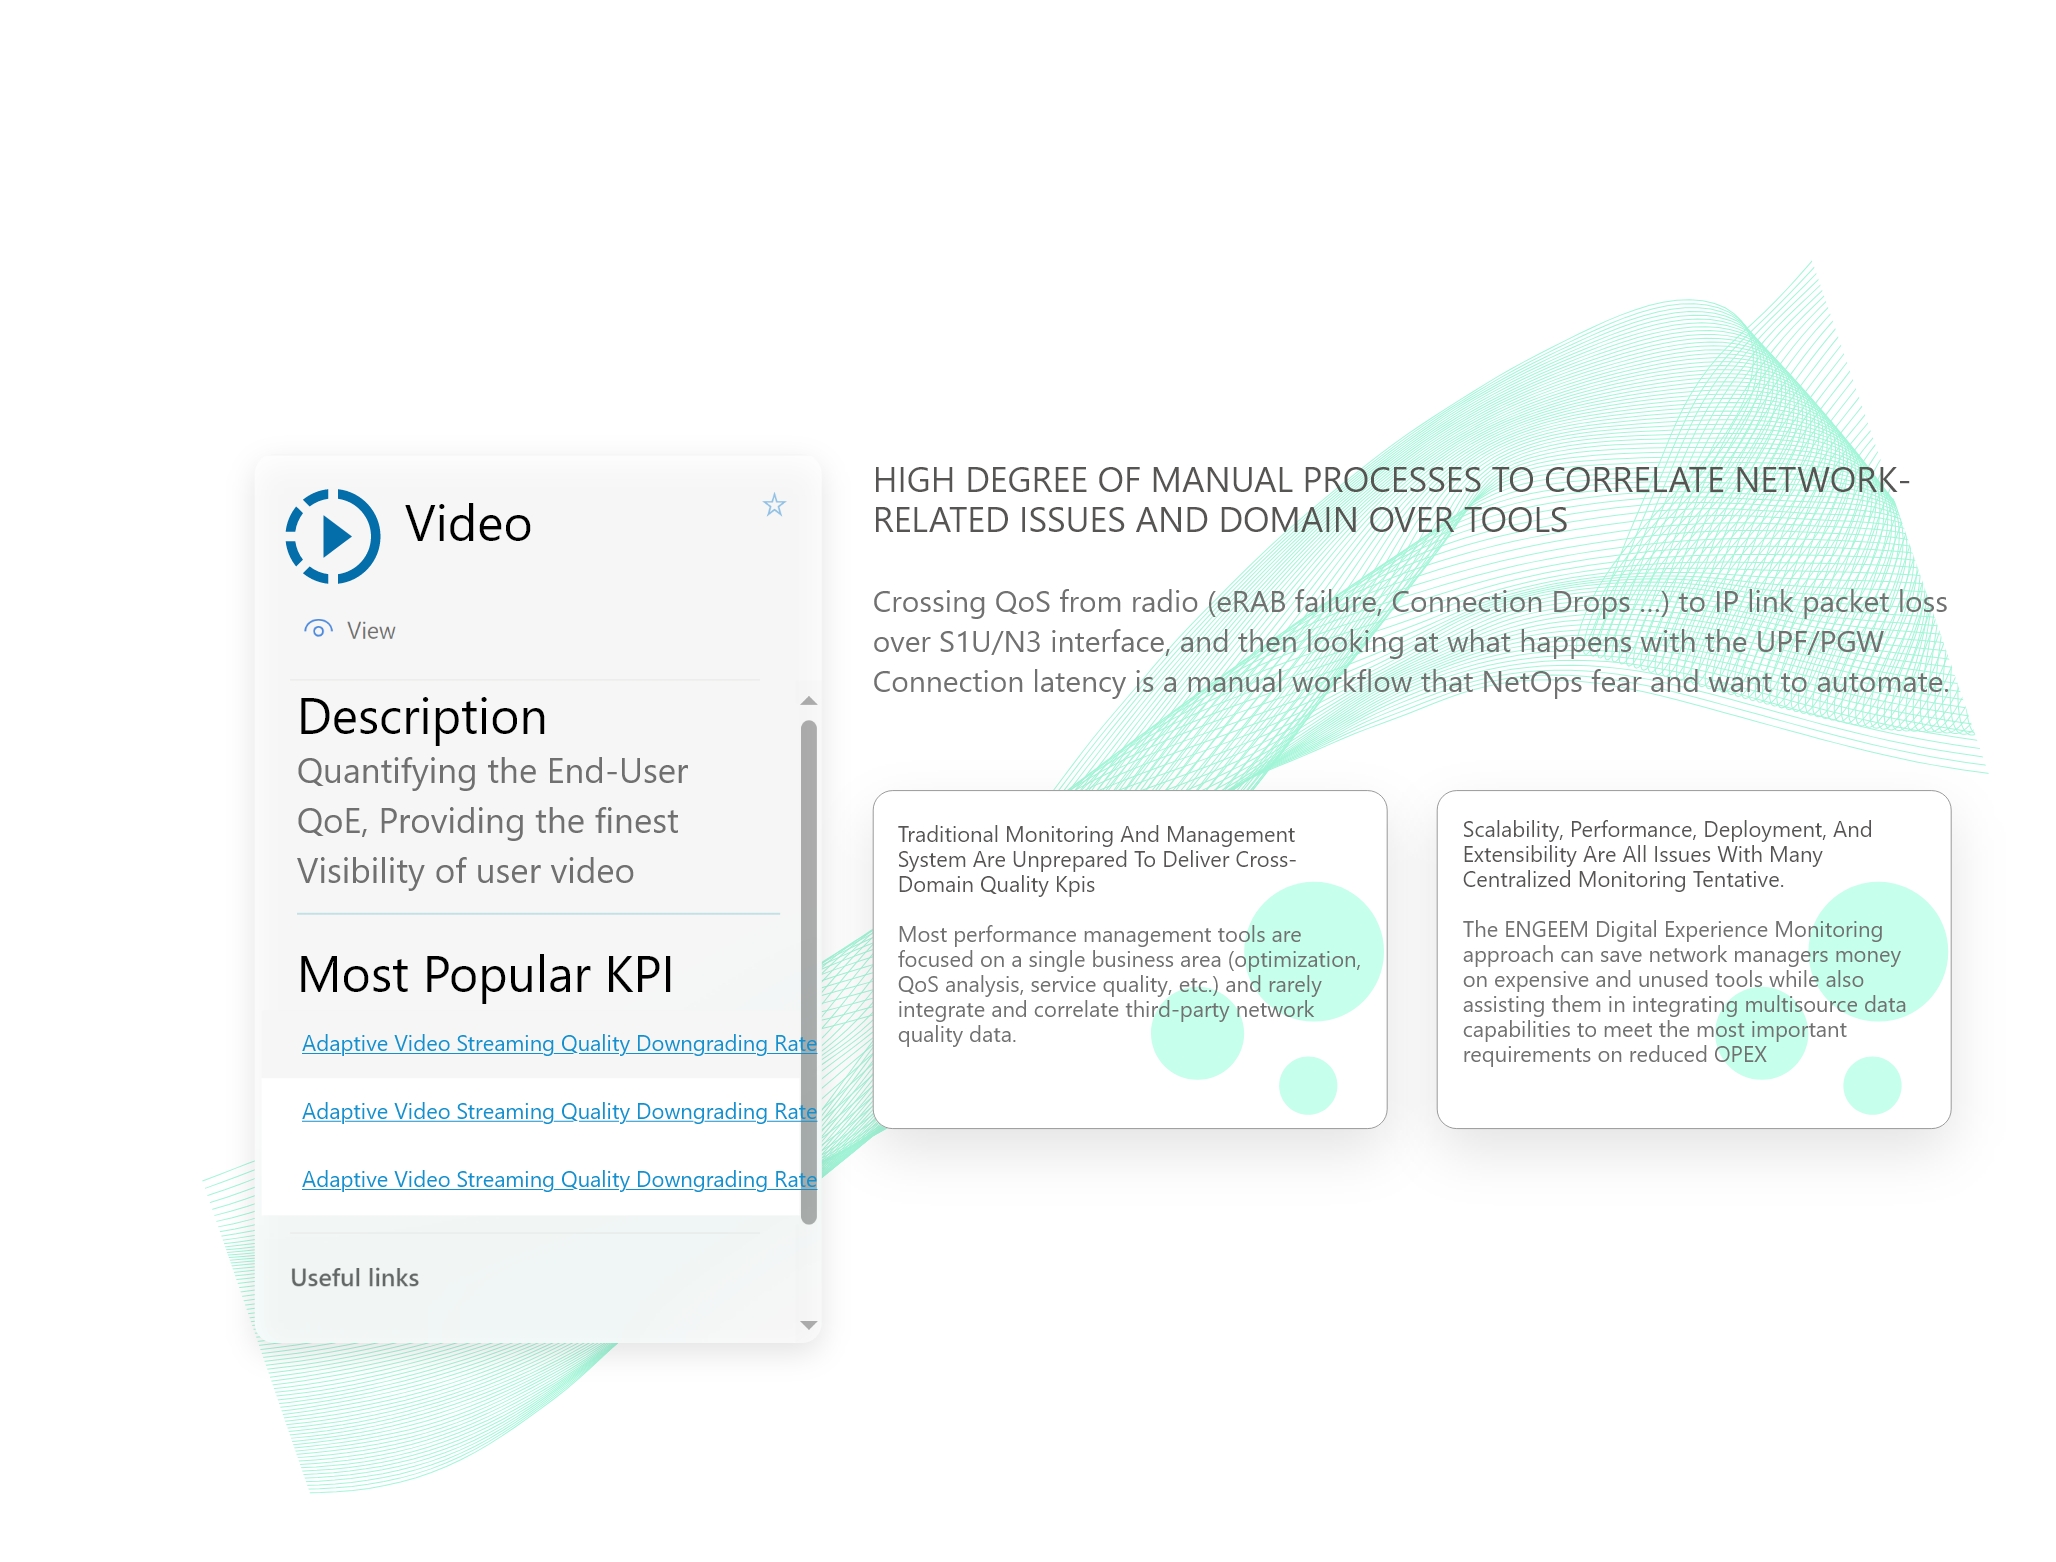 Video
View
Description
Quantifying the End-User
QoE, Providing the finest
Visibility of user video
Most Popular KPI
Adaptive Video Streaming Quality Downgrading Rate
Adaptive Video Streaming Quality Downgrading Rate
Adaptive Video Streaming Quality Downgrading Rate
Useful links
HIGH DEGREE OF MANUAL PROCESSES TO CORRELATE NETWORK-
RELATED ISSUES AND DOMAIN OVER TOOLS
Crossing QoS from radio (eRAB failure, Connection Drops ...) to IP link packet loss
over S1U/N3 interface, and then looking at what happens with the UPF/PGW
Connection latency is a manual workflow that NetOps fear and want to automate.
Traditional Monitoring And Management
System Are Unprepared To Deliver Cross-
Domain Quality Kpis
Most performance management tools are
focused on a single business area (optimization,
QoS analysis, service quality, etc.) and rarely
integrate and correlate third-party network
quality data.
Scalability, Performance, Deployment, And
Extensibility Are All Issues With Many
Centralized Monitoring Tentative.
The ENGEEM Digital Experience Monitoring
approach can save network managers money
on expensive and unused tools while also
assisting them in integrating multisource data
capabilities to meet the most important
requirements on reduced OPEX